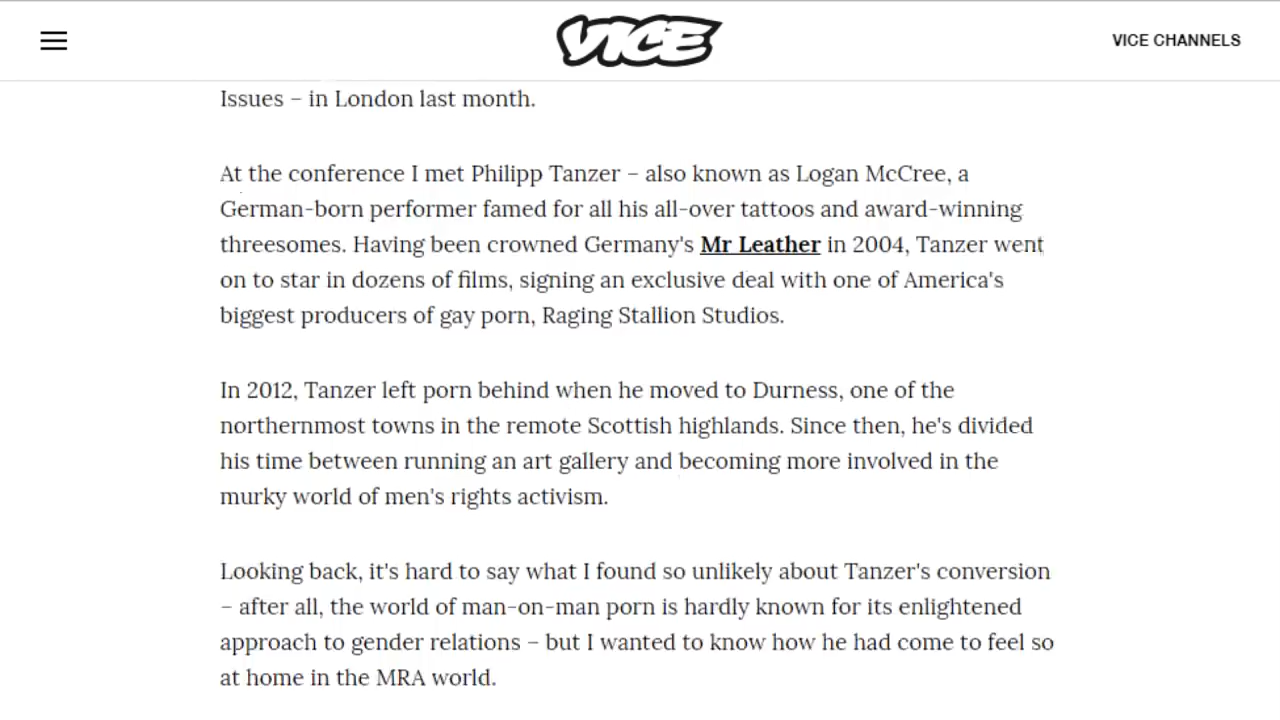 VICE
VICE CHANNELS
Issues – in London last month.
At the conference I met Philipp Tanzer – also known as Logan McCree, a
German-born performer famed for all his all-over tattoos and award-winning
threesomes. Having been crowned Germany's Mr Leather in 2004, Tanzer went
on to star in dozens of films, signing an exclusive deal with one of America's
biggest producers of gay porn, Raging Stallion Studios.
In 2012, Tanzer left porn behind when he moved to Durness, one of the
northernmost towns in the remote Scottish highlands. Since then, he's divided
his time between running an art gallery and becoming more involved in the
murky world of men's rights activism.
Looking back, it's hard to say what I found so unlikely about Tanzer's conversion
– after all, the world of man-on-man porn is hardly known for its enlightened
approach to gender relations – but I wanted to know how he had come to feel so
at home in the MRA world.